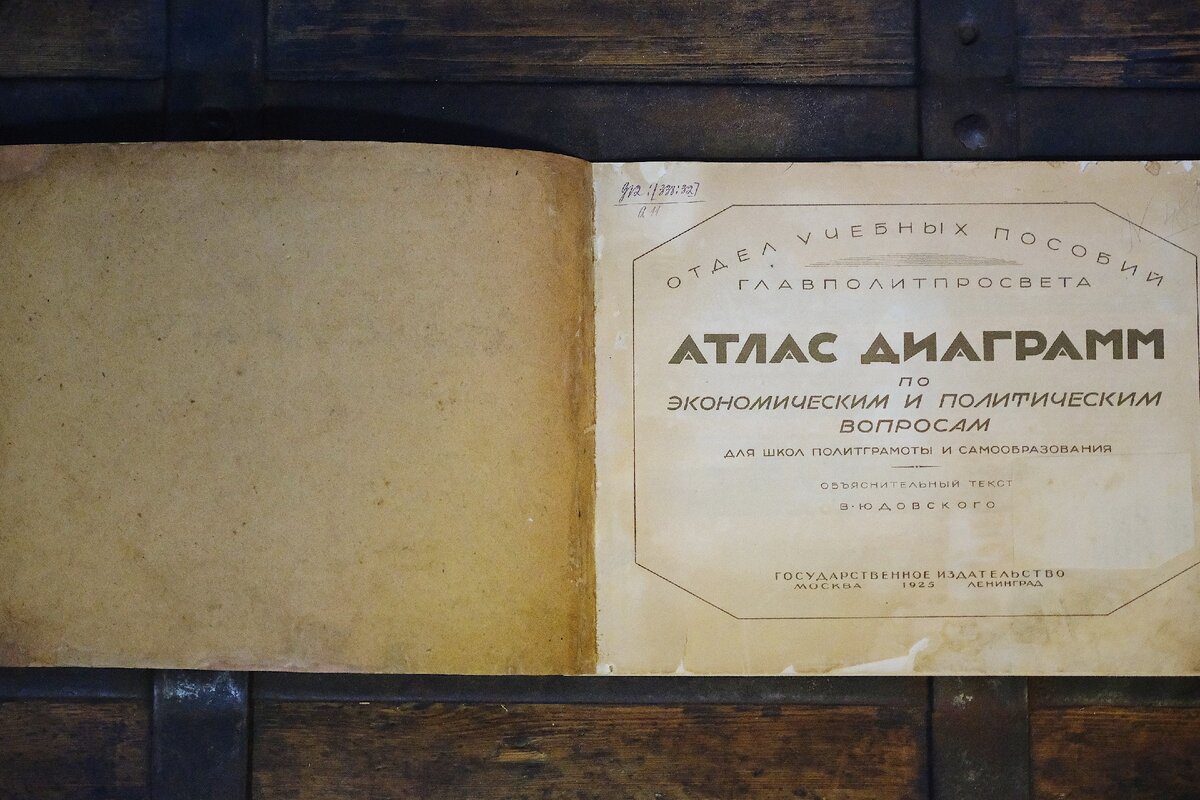 ОТДЕЛ УЧЕБНЫХ ПОСОБИЙ
ГЛАВПОЛИТПРОСВЕТА
АТЛАС ДИАГРАММ
ПО
ЭКОНОМИЧЕСКИМ И ПОЛИТИЧЕСКИМ
ВОПРОСАМ
ДЛЯ ШКОЛ ПОЛИТГРАМОТЫ И САМООБРАЗОВАНИЯ
ОБЪЯСНИТЕЛЬНЫЙ ТЕКСТ
В·ЮДОВСКОГО
ГОСУДАРСТВЕННОЕ ИЗДАТЕЛЬСТВО
МОСКВА 1925 ЛЕНИНГРАД